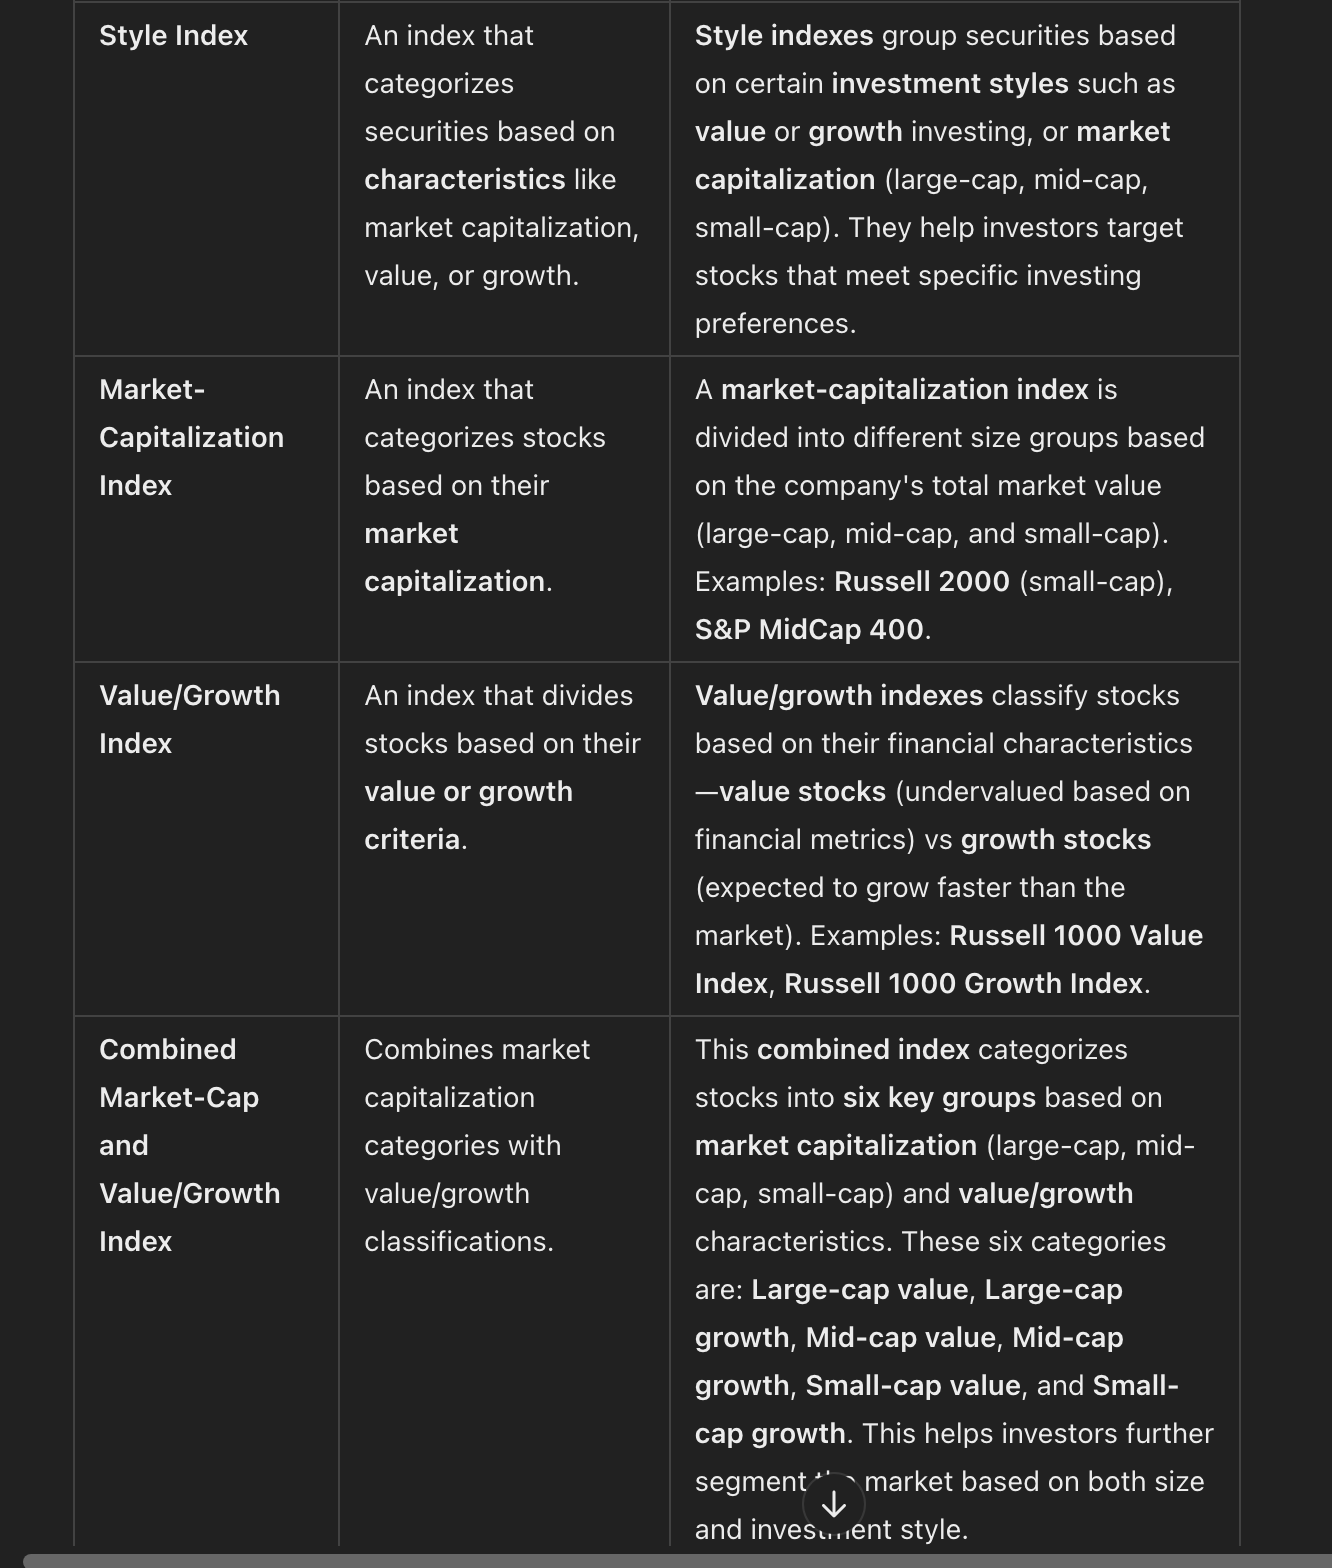 Style Index
An index that
categorizes
securities based on
characteristics like
market capitalization,
value, or growth.
Style indexes group securities based
on certain investment styles such as
value or growth investing, or market
capitalization (large-cap, mid-cap,
small-cap). They help investors target
stocks that meet specific investing
preferences.
Market-
Capitalization
Index
An index that
categorizes stocks
based on their
market
capitalization.
A market-capitalization index is
divided into different size groups based
on the company's total market value
(large-cap, mid-cap, and small-cap).
Examples: Russell 2000 (small-cap),
S&P MidCap 400.
Value/Growth
Index
An index that divides
stocks based on their
value or growth
criteria.
Value/growth indexes classify stocks
based on their financial characteristics
—value stocks (undervalued based on
financial metrics) vs growth stocks
(expected to grow faster than the
market). Examples: Russell 1000 Value
Index, Russell 1000 Growth Index.
Combined
Market-Cap
and
Value/Growth
Index
Combines market
capitalization
categories with
value/growth
classifications.
This combined index categorizes
stocks into six key groups based on
market capitalization (large-cap, mid-
cap, small-cap) and value/growth
characteristics. These six categories
are: Large-cap value, Large-cap
growth, Mid-cap value, Mid-cap
growth, Small-cap value, and Small-
cap growth. This helps investors further
segment the market based on both size
and investment style.